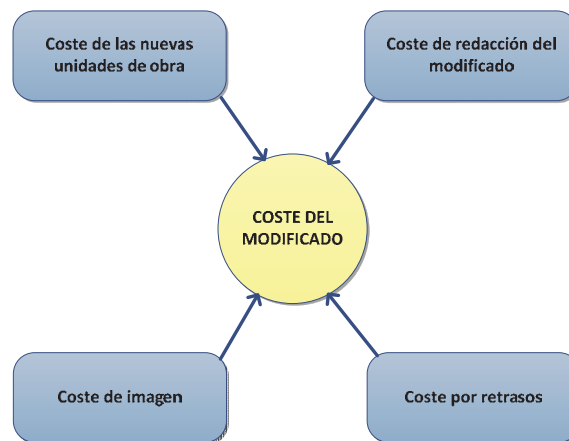 Coste de las nuevas
unidades de obra
Coste de redacción del
modificado
COSTE DEL
MODIFICADO
Coste de imagen
Coste por retrasos